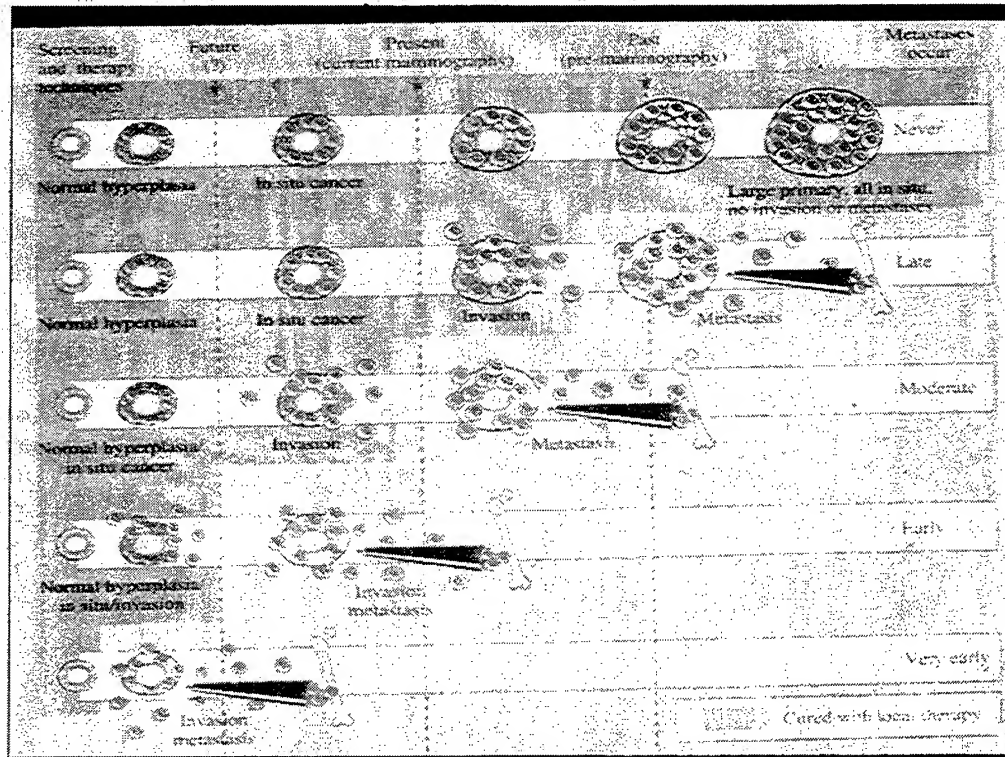 Screening
and therapy
techniques
Future
(?)
Present
(current mammography)
Past
(pre-mammography)
Metastases
occur
Never
Normal hyperplasia
In situ cancer
Large primary, all in situ,
no invasion or metastases
Late
Normal hyperplasia
In situ cancer
Invasion
Metastasis
Moderate
Normal hyperplasia/
in situ cancer
Invasion
Metastasis
Early
Normal hyperplasia
in situ/invasion
Invasion
metastasis
Very early
Invasion
metastasis
Cured with local therapy